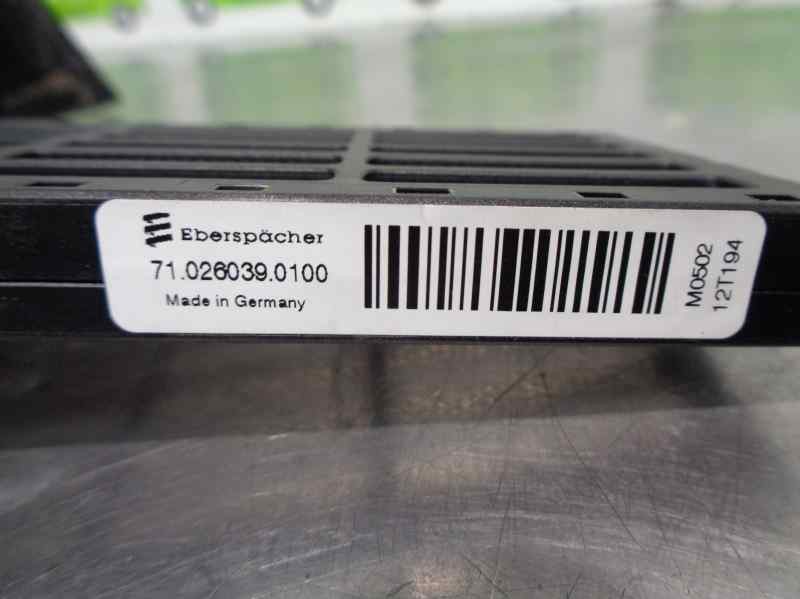 Eberspächer
71.026039.0100
Made in Germany
M0502
12T194